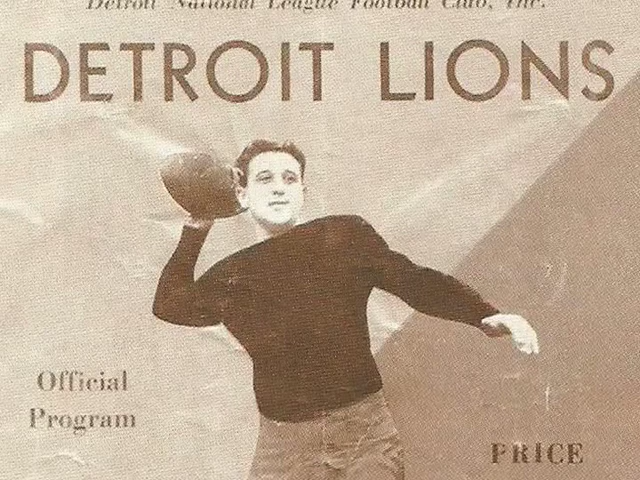 Detroit National League Football Club, Inc.
DETROIT LIONS
Official
Program
PRICE